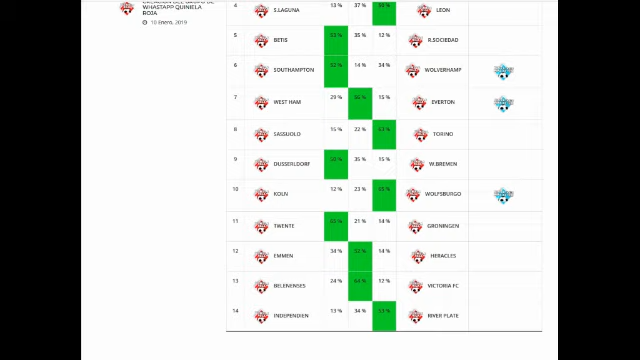 WHASTAPP QUINIELA
ROJA
10 Enero, 2019
4 S.LAGUNA 13 % 37 % LEON
5 BETIS 53 % 35 % 12 % R.SOCIEDAD
6 SOUTHAMPTON 52 % 14 % 34 % WOLVERHAMP
7 WEST HAM 29 % 56 % 15 % EVERTON
8 SASSUOLO 15 % 22 % 63 % TORINO
9 DUSSERLDORF 35 % 15 % W.BREMEN
10 KOLN 12 % 23 % 65 % WOLFSBURGO
11 TWENTE 65 % 21 % 14 % GRONINGEN
12 EMMEN 34 % 52 % 14 % HERACLES
13 BELENENSES 24 % 64 % 12 % VICTORIA FC
14 INDEPENDIEN 13 % 34 % 53 % RIVER PLATE